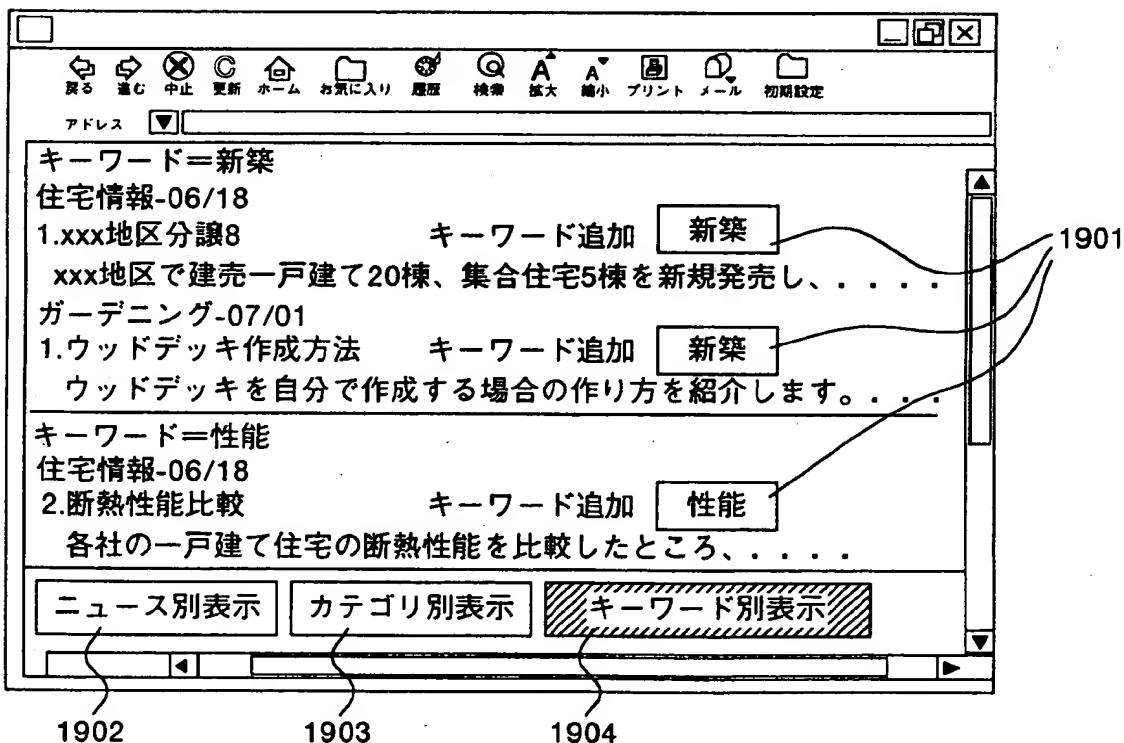 戻る 進む 中止 更新 ホーム お気に入り 履歴 検索 拡大 縮小 プリント メール 初期設定
アドレス
キーワード＝新築
住宅情報-06/18
1.xxx地区分譲8 キーワード追加 新築
1901
xxx地区で建売一戸建て20棟、集合住宅5棟を新規発売し、．．．．．
ガーデニング-07/01
1.ウッドデッキ作成方法 キーワード追加 新築
ウッドデッキを自分で作成する場合の作り方を紹介します。．．．．
キーワード＝性能
住宅情報-06/18
2.断熱性能比較 キーワード追加 性能
各社の一戸建て住宅の断熱性能を比較したところ、．．．．．
ニュース別表示 カテゴリ別表示 キーワード別表示
1902 1903 1904